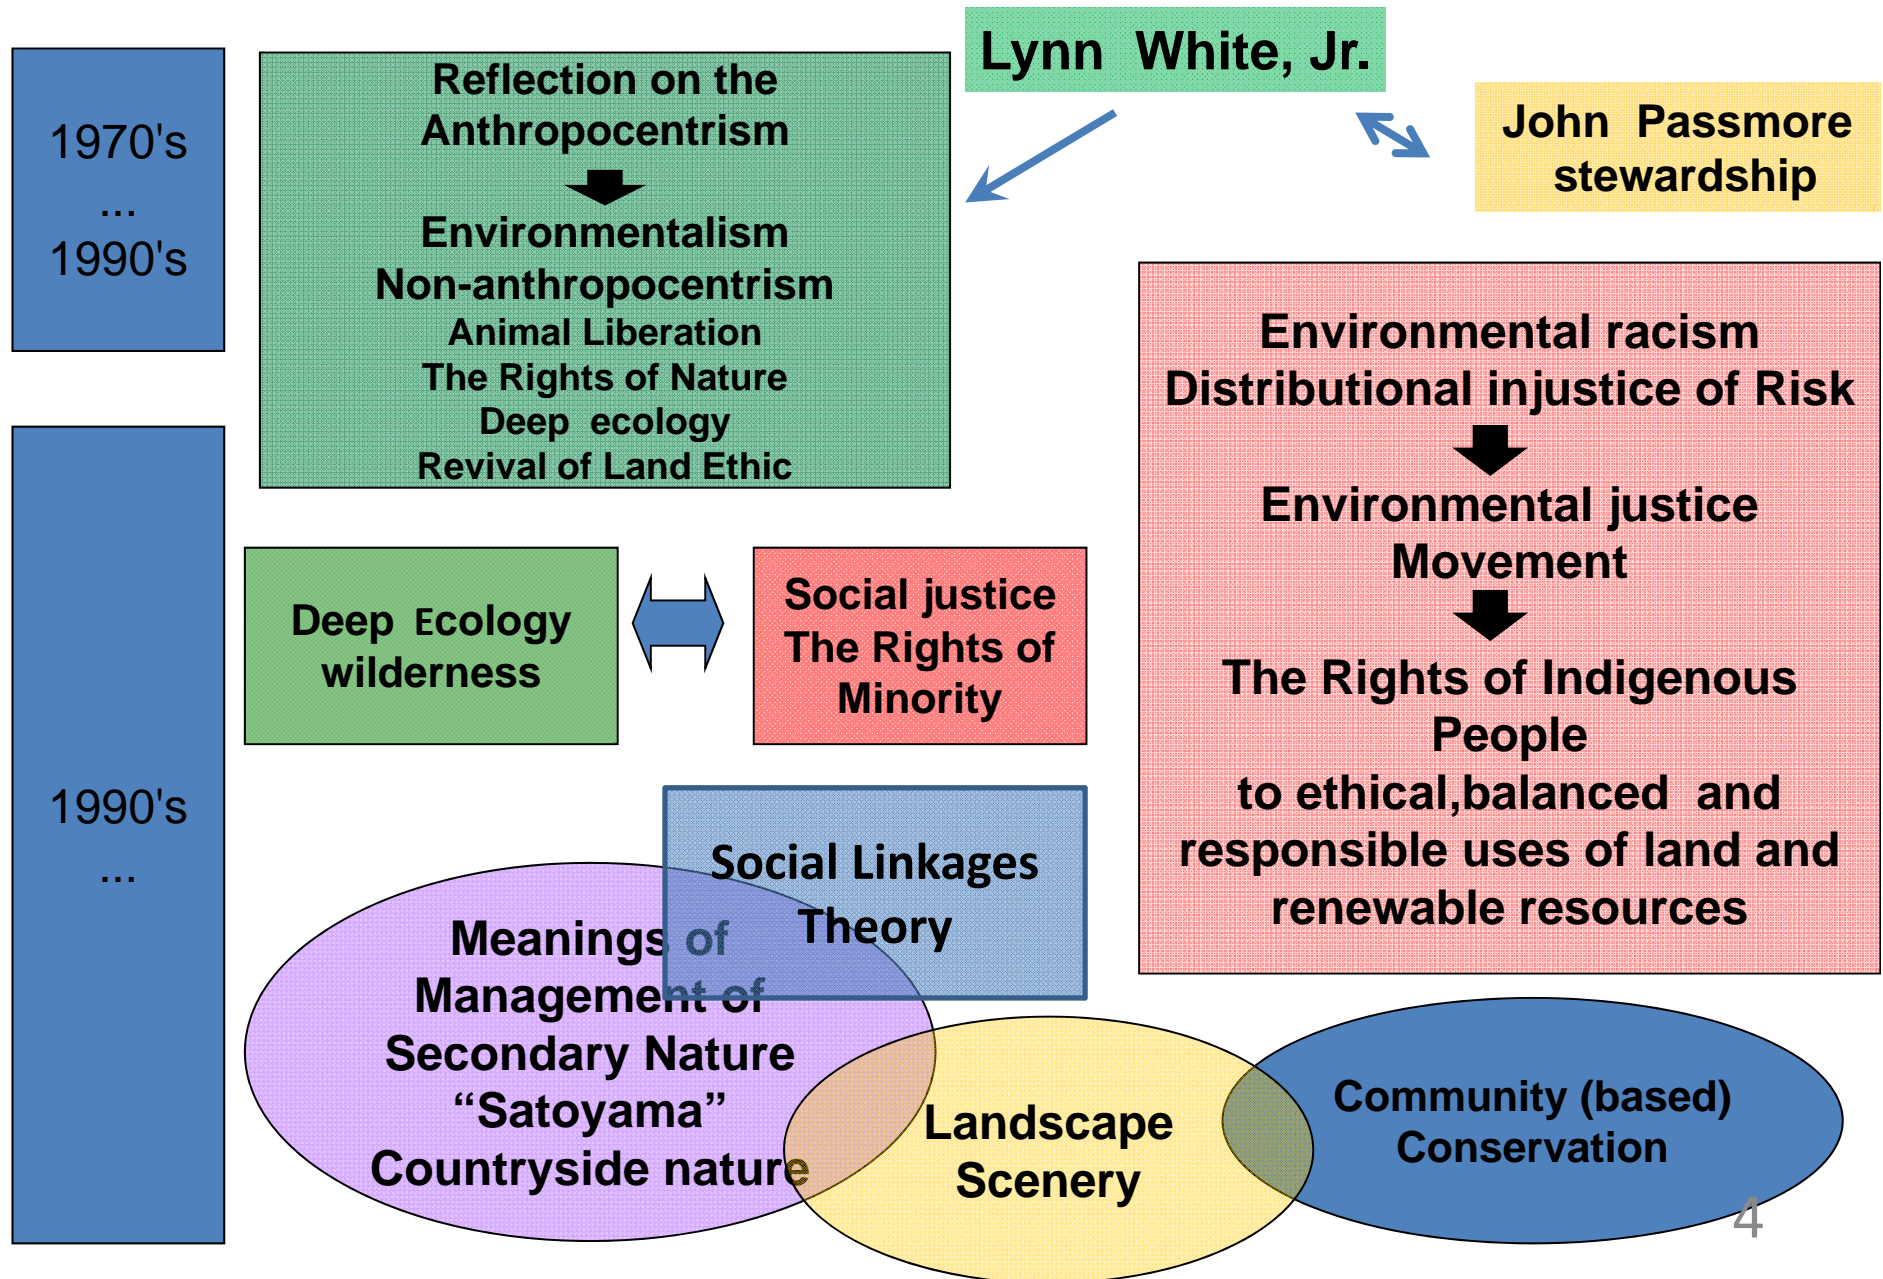 1970's
...
1990's
Reflection on the
Anthropocentrism
Environmentalism
Non-anthropocentrism
Animal Liberation
The Rights of Nature
Deep ecology
Revival of Land Ethic
Lynn White, Jr.
John Passmore
stewardship
Environmental racism
Distributional injustice of Risk
Environmental justice
Movement
The Rights of Indigenous
People
to ethical,balanced and
responsible uses of land and
renewable resources
1990's
...
Deep Ecology
wilderness
Social justice
The Rights of
Minority
Social Linkages
Theory
Meanings of
Management of
Secondary Nature
“Satoyama”
Countryside nature
Landscape
Scenery
Community (based)
Conservation
4